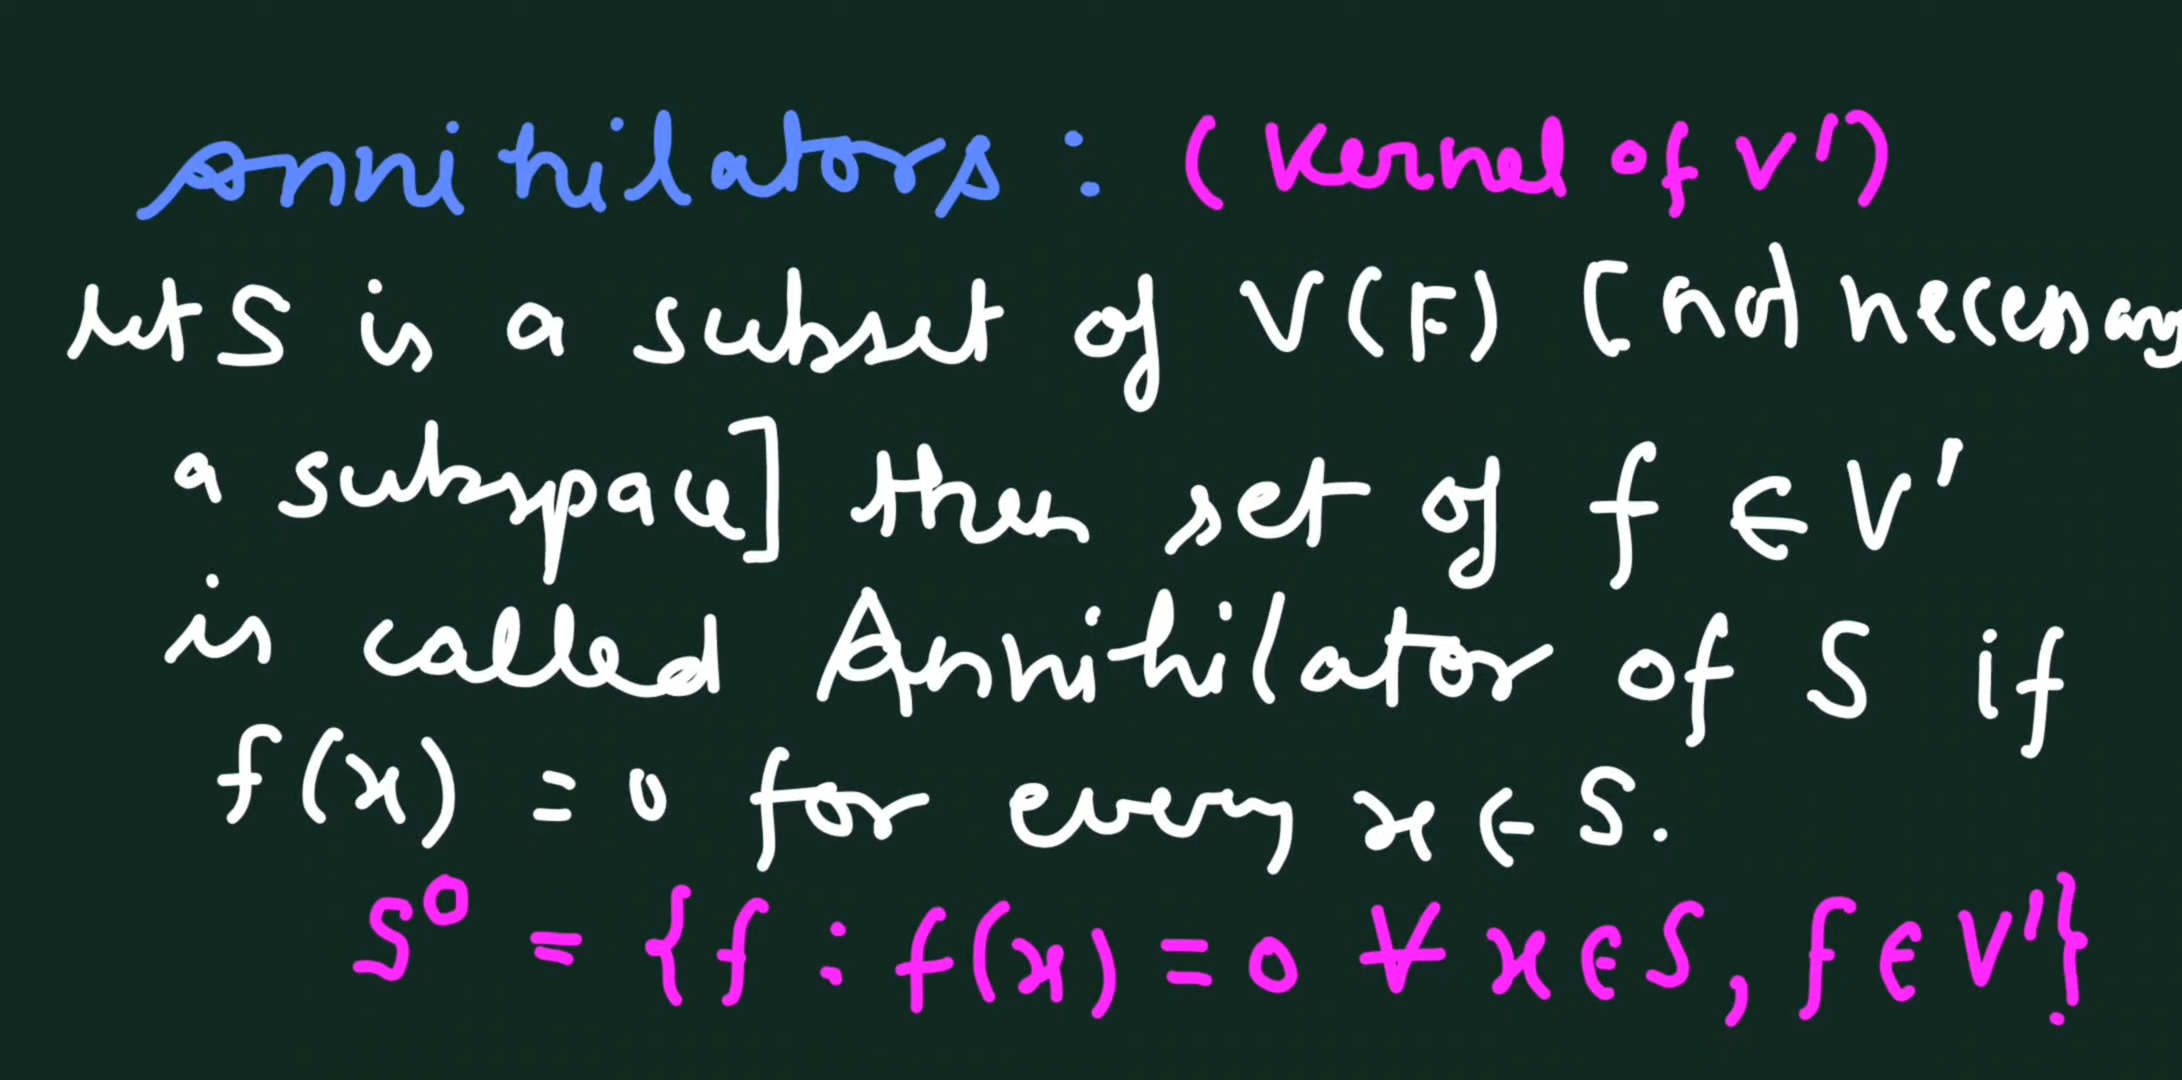 Annihilators : (Kernel of V')
Let S is a subset of V(F) [not necessary
a subspace] then set of f ∈ V'
is called Annihilator of S if
f(x) = 0 for every x ∈ S.
S⁰ = {f : f(x) = 0 ∀ x ∈ S, f ∈ V'}